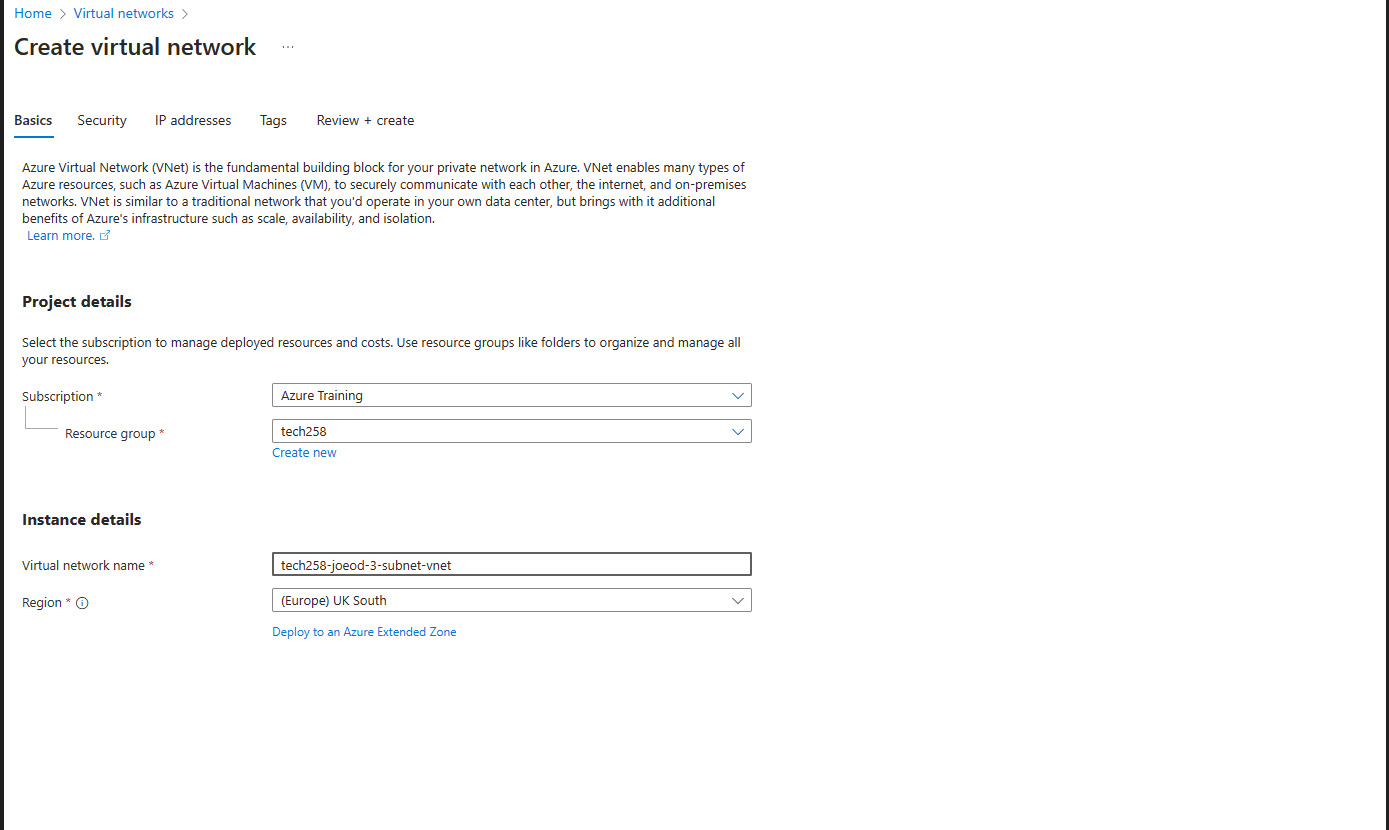 Home > Virtual networks >
Create virtual network ...
Basics Security IP addresses Tags Review + create
Azure Virtual Network (VNet) is the fundamental building block for your private network in Azure. VNet enables many types of
Azure resources, such as Azure Virtual Machines (VM), to securely communicate with each other, the internet, and on-premises
networks. VNet is similar to a traditional network that you'd operate in your own data center, but brings with it additional
benefits of Azure's infrastructure such as scale, availability, and isolation.
Learn more.
Project details
Select the subscription to manage deployed resources and costs. Use resource groups like folders to organize and manage all
your resources.
Subscription * Azure Training
Resource group * tech258
Create new
Instance details
Virtual network name * tech258-joeod-3-subnet-vnet
Region * (Europe) UK South
Deploy to an Azure Extended Zone